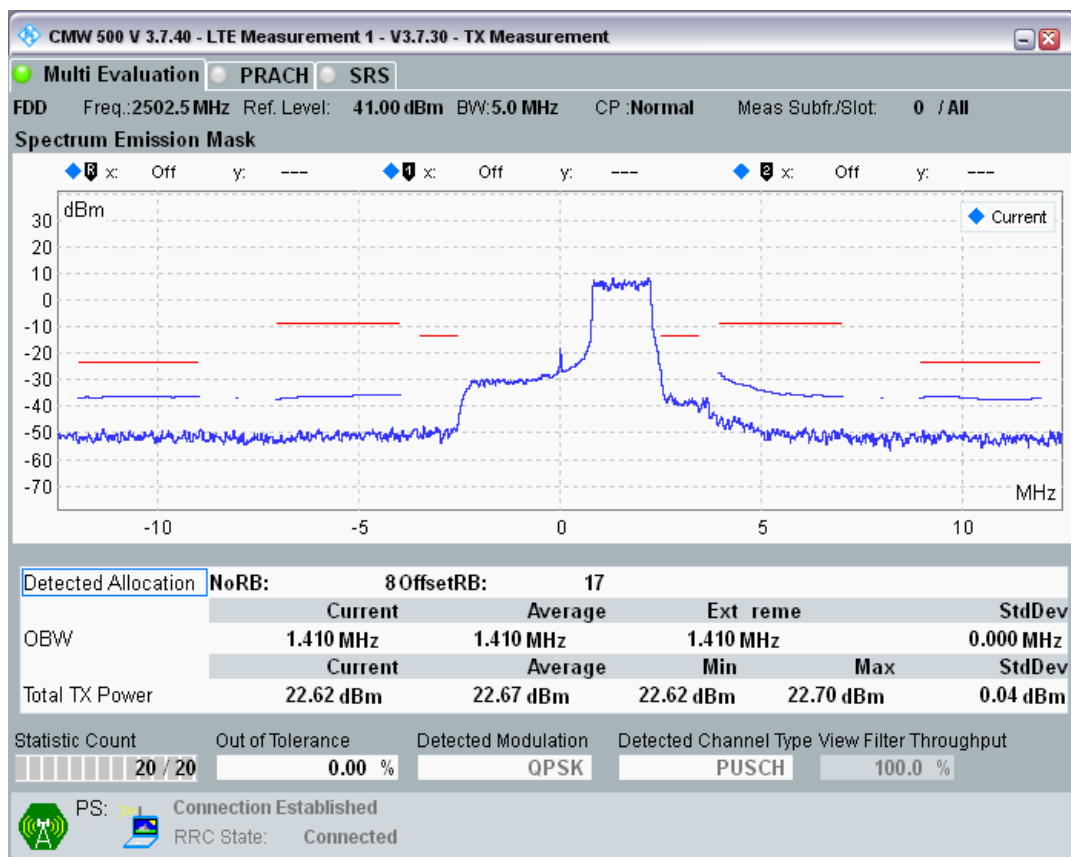 CMW 500 V 3.7.40 - LTE Measurement 1 - V3.7.30 - TX Measurement
Multi Evaluation PRACH SRS
FDD Freq.:2502.5 MHz Ref. Level: 41.00 dBm BW:5.0 MHz CP :Normal Meas Subfr./Slot: 0 / All
Spectrum Emission Mask
R x: Off y: --- 1 x: Off y: --- 2 x: Off y: ---
dBm
Current
30
20
10
0
-10
-20
-30
-40
-50
-60
-70
MHz
-10 -5 0 5 10
Detected Allocation NoRB: 8 OffsetRB: 17
Current Average Ext reme StdDev
OBW 1.410 MHz 1.410 MHz 1.410 MHz 0.000 MHz
Current Average Min Max StdDev
Total TX Power 22.62 dBm 22.67 dBm 22.62 dBm 22.70 dBm 0.04 dBm
Statistic Count Out of Tolerance Detected Modulation Detected Channel Type View Filter Throughput
20 / 20 0.00 % QPSK PUSCH 100.0 %
PS: Connection Established
RRC State: Connected